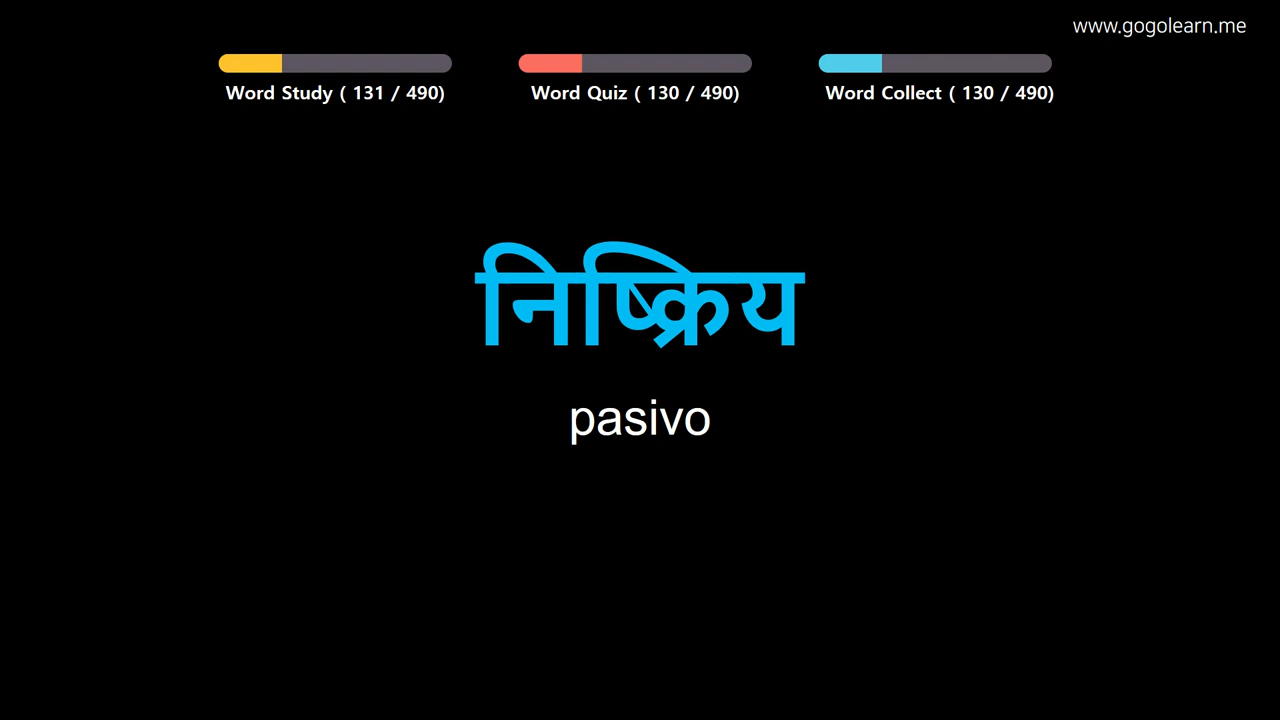 www.gogolearn.me
Word Study ( 131 / 490)
Word Quiz ( 130 / 490)
Word Collect ( 130 / 490)
निष्क्रिय
pasivo